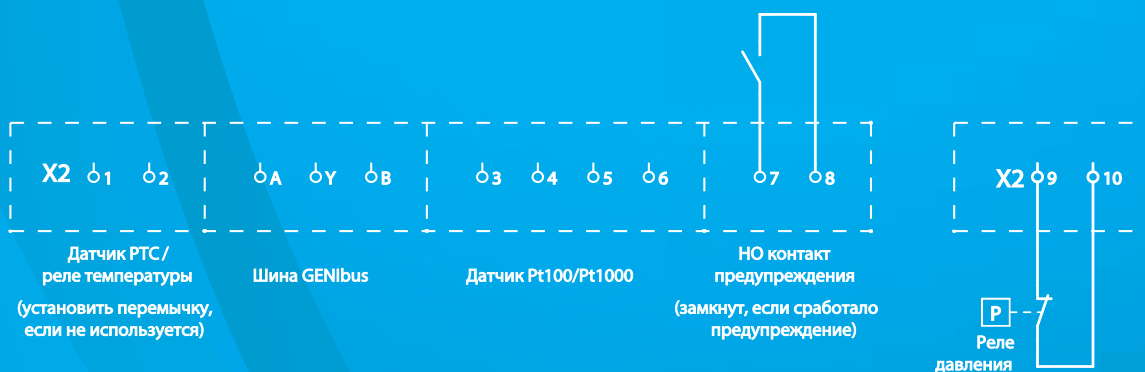 X2 1 2 A Y B 3 4 5 6 7 8 X2 9 10
Датчик PTC /
реле температуры
(установить перемычку,
если не используется)
Шина GENIbus
Датчик Pt100/Pt1000
НО контакт
предупреждения
(замкнут, если сработало
предупреждение)
P
Реле
давления